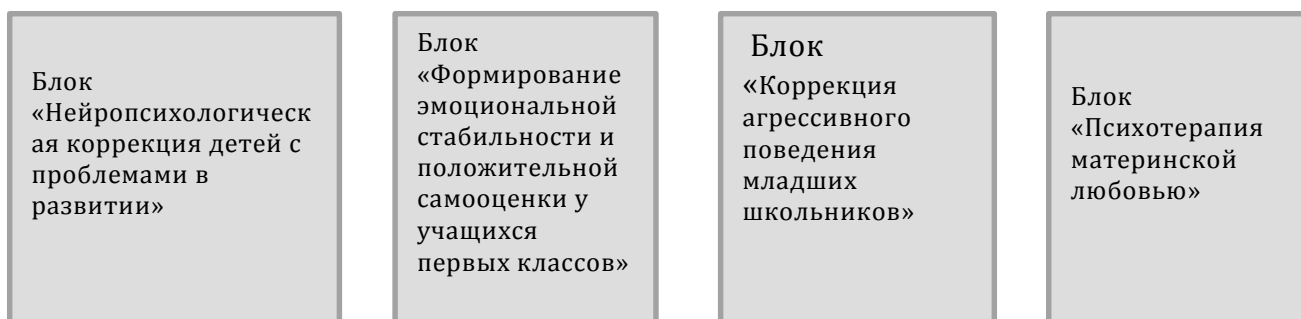 Блок
«Нейропсихологическ
ая коррекция детей с
проблемами в
развитии»
Блок
«Формирование
эмоциональной
стабильности и
положительной
самооценки у
учащихся
первых классов»
Блок
«Коррекция
агрессивного
поведения
младших
школьников»
Блок
«Психотерапия
материнской
любовью»